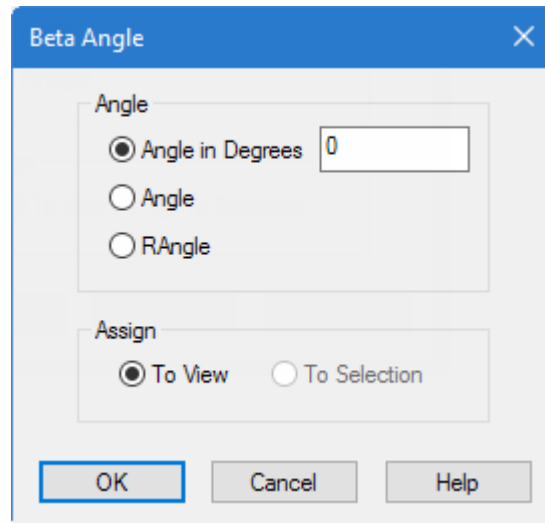 Beta Angle
Angle
Angle in Degrees 0
Angle
RAngle
Assign
To View To Selection
OK Cancel Help